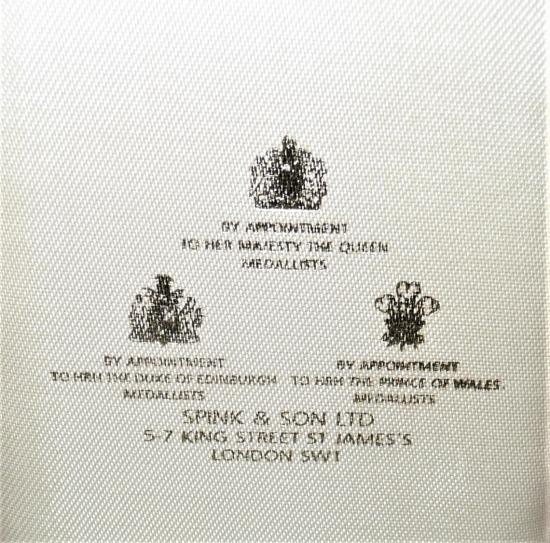 BY APPOINTMENT
TO HER MAJESTY THE QUEEN
MEDALLISTS
BY APPOINTMENT
TO HRH THE DUKE OF EDINBURGH
MEDALLISTS
BY APPOINTMENT
TO HRH THE PRINCE OF WALES
MEDALLISTS
SPINK & SON LTD
5-7 KING STREET ST JAMES'S
LONDON SW1